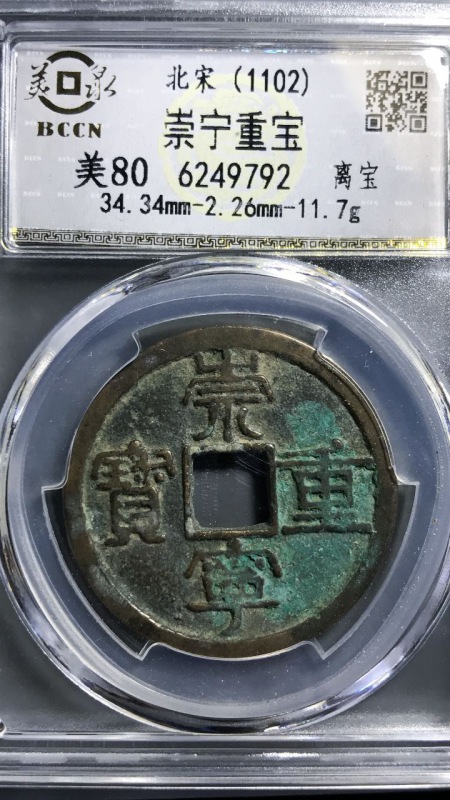 美泉
BCCN
北宋 (1102)
崇宁重宝
美80 6249792 离宝
34.34mm-2.26mm-11.7g
崇
寶 重
寧